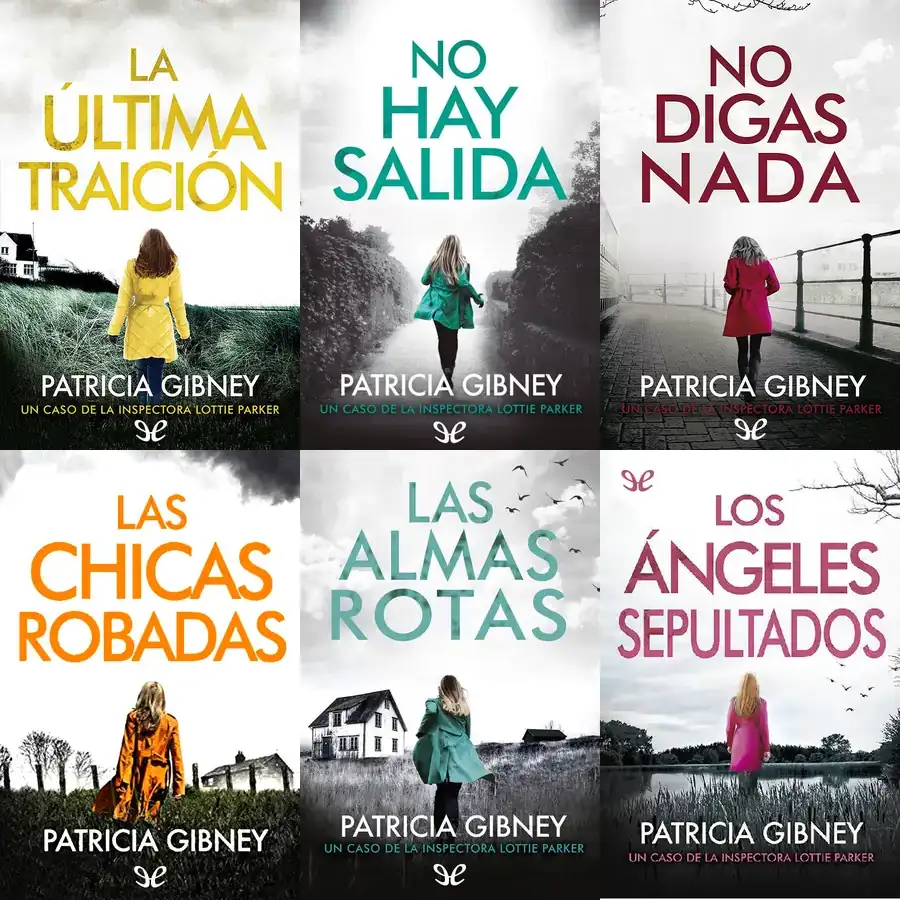 LA
ÚLTIMA
TRAICIÓN
PATRICIA GIBNEY
UN CASO DE LA INSPECTORA LOTTIE PARKER
NO
HAY
SALIDA
PATRICIA GIBNEY
UN CASO DE LA INSPECTORA LOTTIE PARKER
NO
DIGAS
NADA
PATRICIA GIBNEY
UN CASO DE LA INSPECTORA LOTTIE PARKER
LAS
CHICAS
ROBADAS
PATRICIA GIBNEY
LAS
ALMAS
ROTAS
PATRICIA GIBNEY
UN CASO DE LA INSPECTORA LOTTIE PARKER
LOS
ÁNGELES
SEPULTADOS
PATRICIA GIBNEY
UN CASO DE LA INSPECTORA LOTTIE PARKER